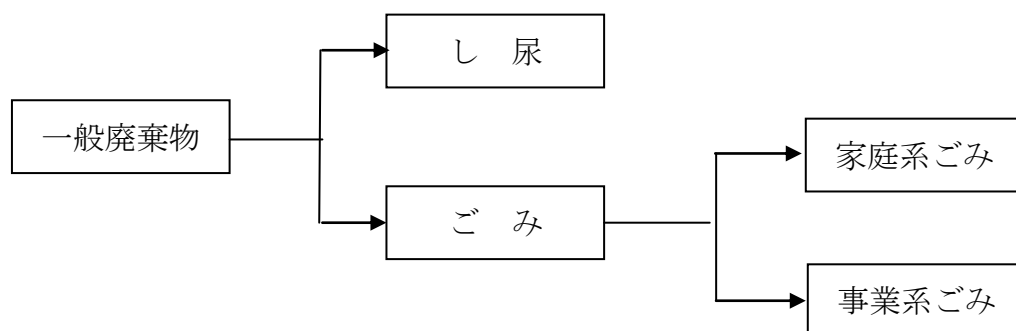 一般廃棄物
し 尿
ご み
家庭系ごみ
事業系ごみ